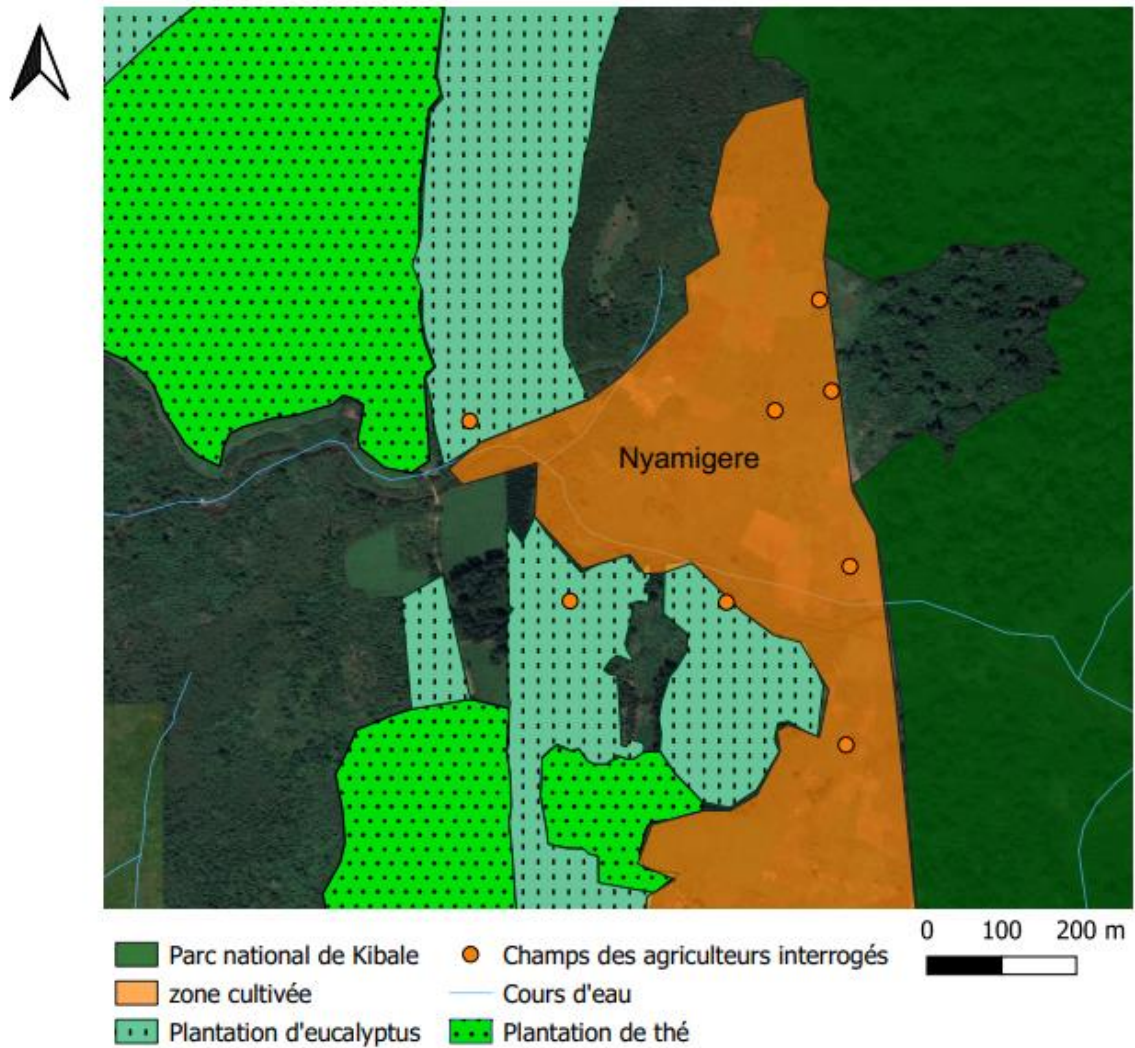 Nyamigere
0 100 200 m
Parc national de Kibale
Champs des agriculteurs interrogés
zone cultivée
Cours d'eau
Plantation d'eucalyptus
Plantation de thé